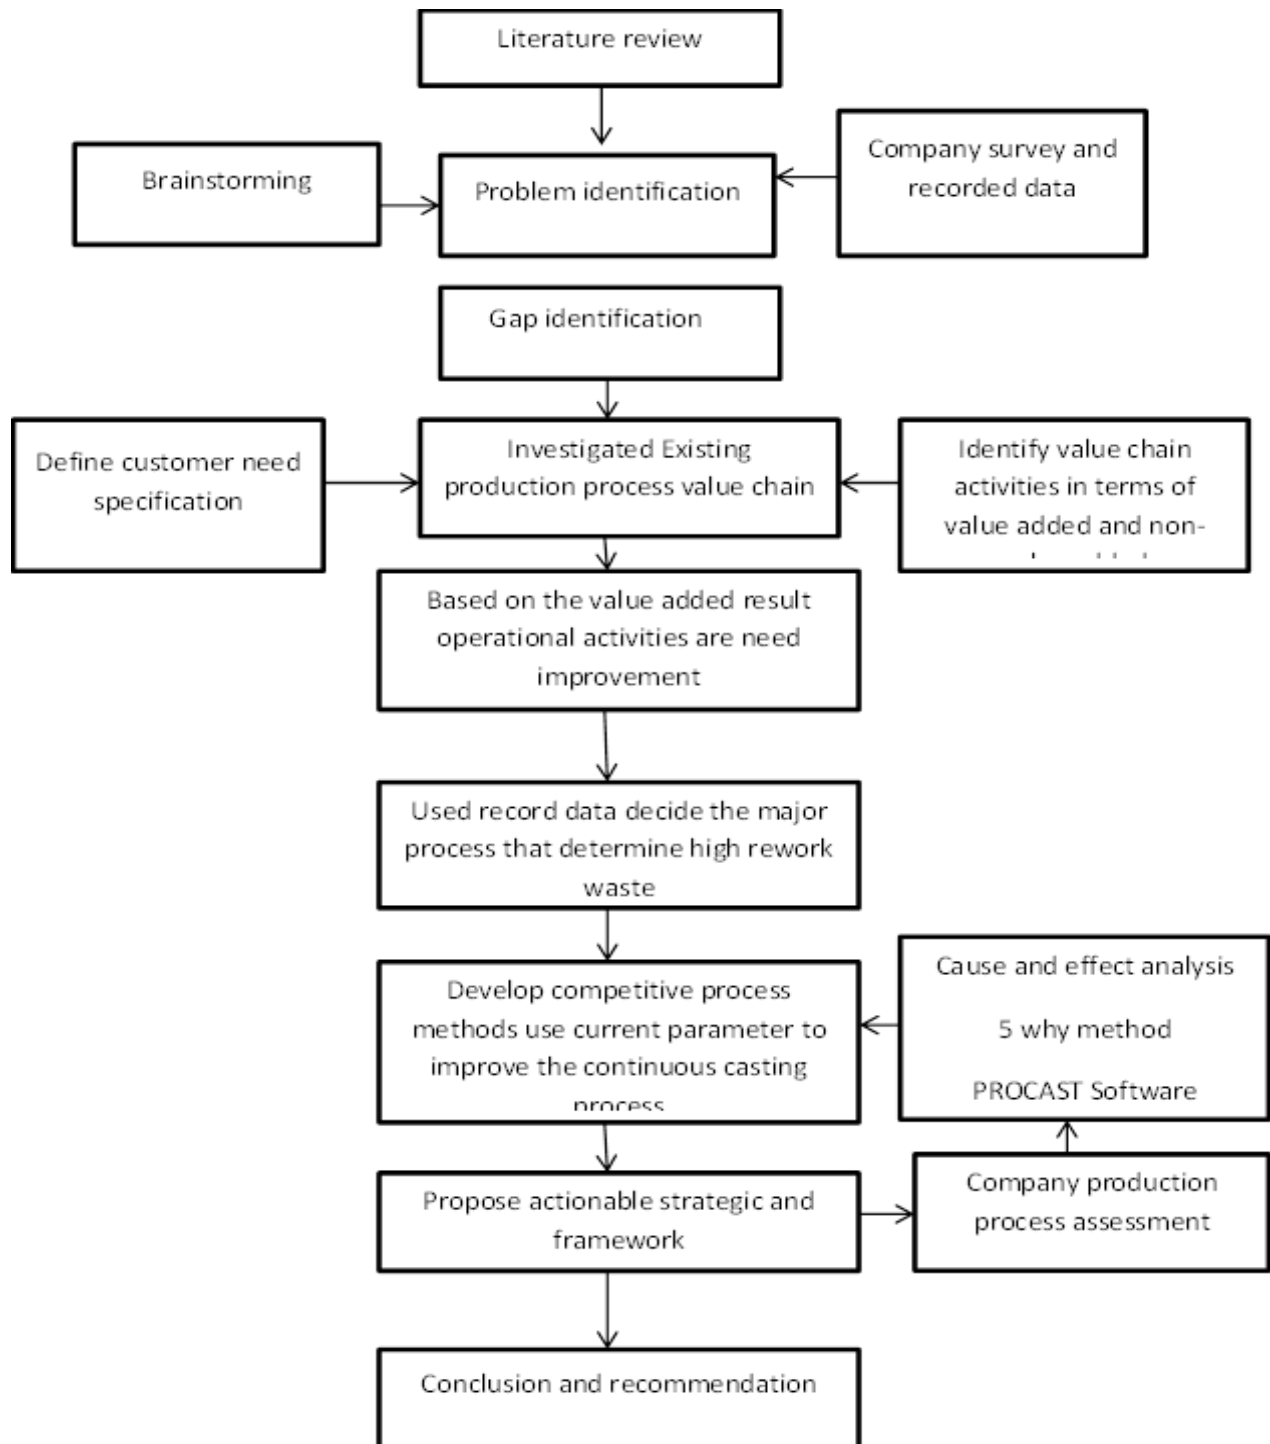 Literature review
Brainstorming
Problem identification
Company survey and
recorded data
Gap identification
Define customer need
specification
Investigated Existing
production process value chain
Identify value chain
activities in terms of
value added and non-
Based on the value added result
operational activities are need
improvement
Used record data decide the major
process that determine high rework
waste
Develop competitive process
methods use current parameter to
improve the continuous casting
process
Cause and effect analysis
5 why method
PROCAST Software
Propose actionable strategic and
framework
Company production
process assessment
Conclusion and recommendation